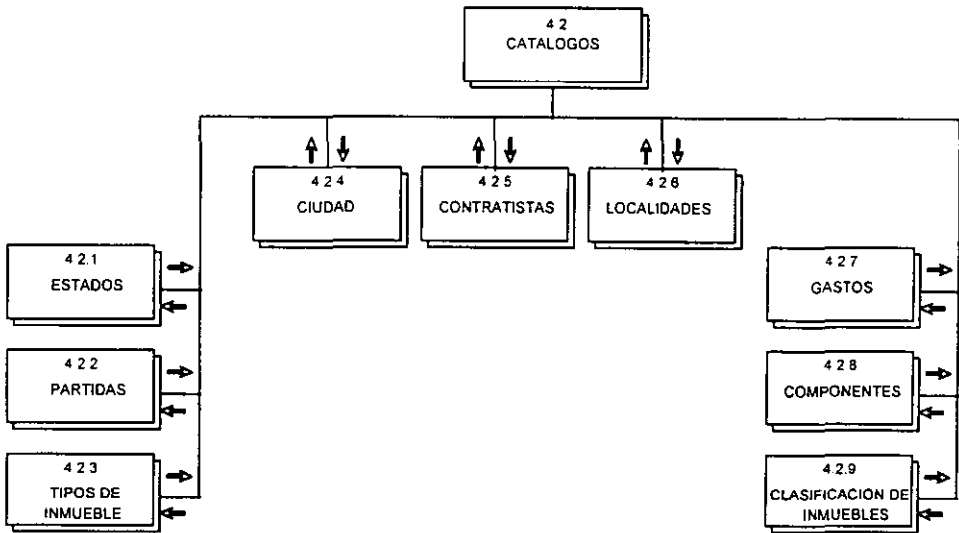 4 2
CATALOGOS
4 2 4
CIUDAD
4 2 5
CONTRATISTAS
4 2 6
LOCALIDADES
4 2.1
ESTADOS
4 2 2
PARTIDAS
4 2 3
TIPOS DE
INMUEBLE
4 2 7
GASTOS
4 2 8
COMPONENTES
4.2.9
CLASIFICACION DE
INMUEBLES